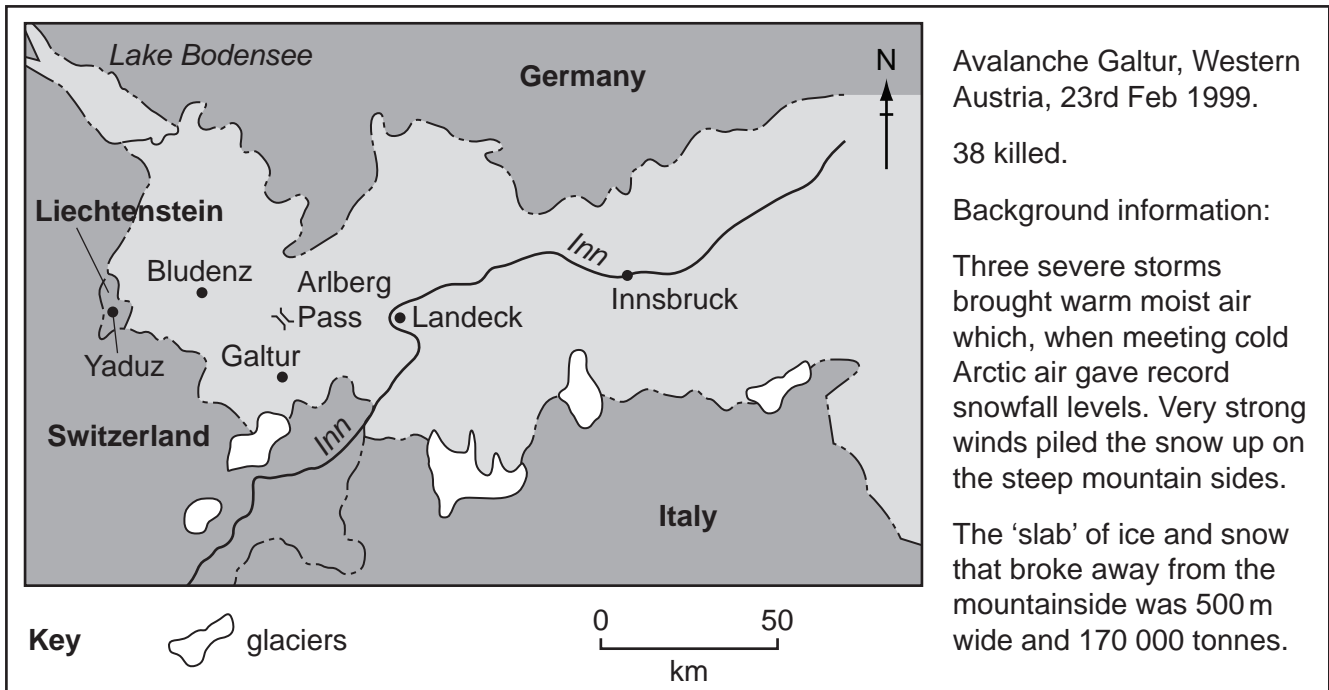 Lake Bodensee
Germany
N
Liechtenstein
Bludenz
Arlberg
Pass
Inn
Innsbruck
Landeck
Yaduz
Galtur
Switzerland
Inn
Italy
Key
glaciers
0 50
km
Avalanche Galtur, Western
Austria, 23rd Feb 1999.
38 killed.
Background information:
Three severe storms
brought warm moist air
which, when meeting cold
Arctic air gave record
snowfall levels. Very strong
winds piled the snow up on
the steep mountain sides.
The ‘slab’ of ice and snow
that broke away from the
mountainside was 500 m
wide and 170 000 tonnes.